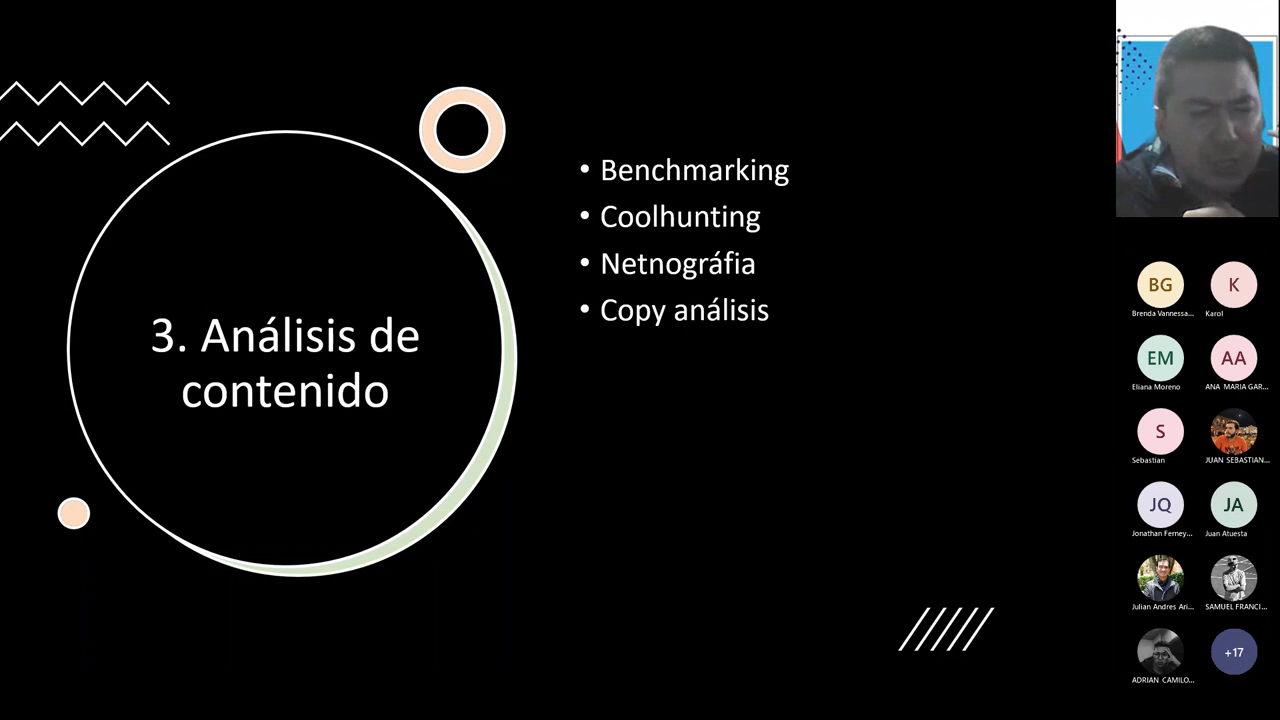 3. Análisis de
contenido
• Benchmarking
• Coolhunting
• Netnográfia
• Copy análisis
BG
Brenda Vannessa...
K
Karol
EM
Eliana Moreno
AA
ANA MARIA GAR...
S
Sebastian
JUAN SEBASTIAN...
JQ
Jonathan Ferney...
JA
Juan Atuesta
Julian Andres Ari...
SAMUEL FRANCI...
ADRIAN CAMILO...
+17